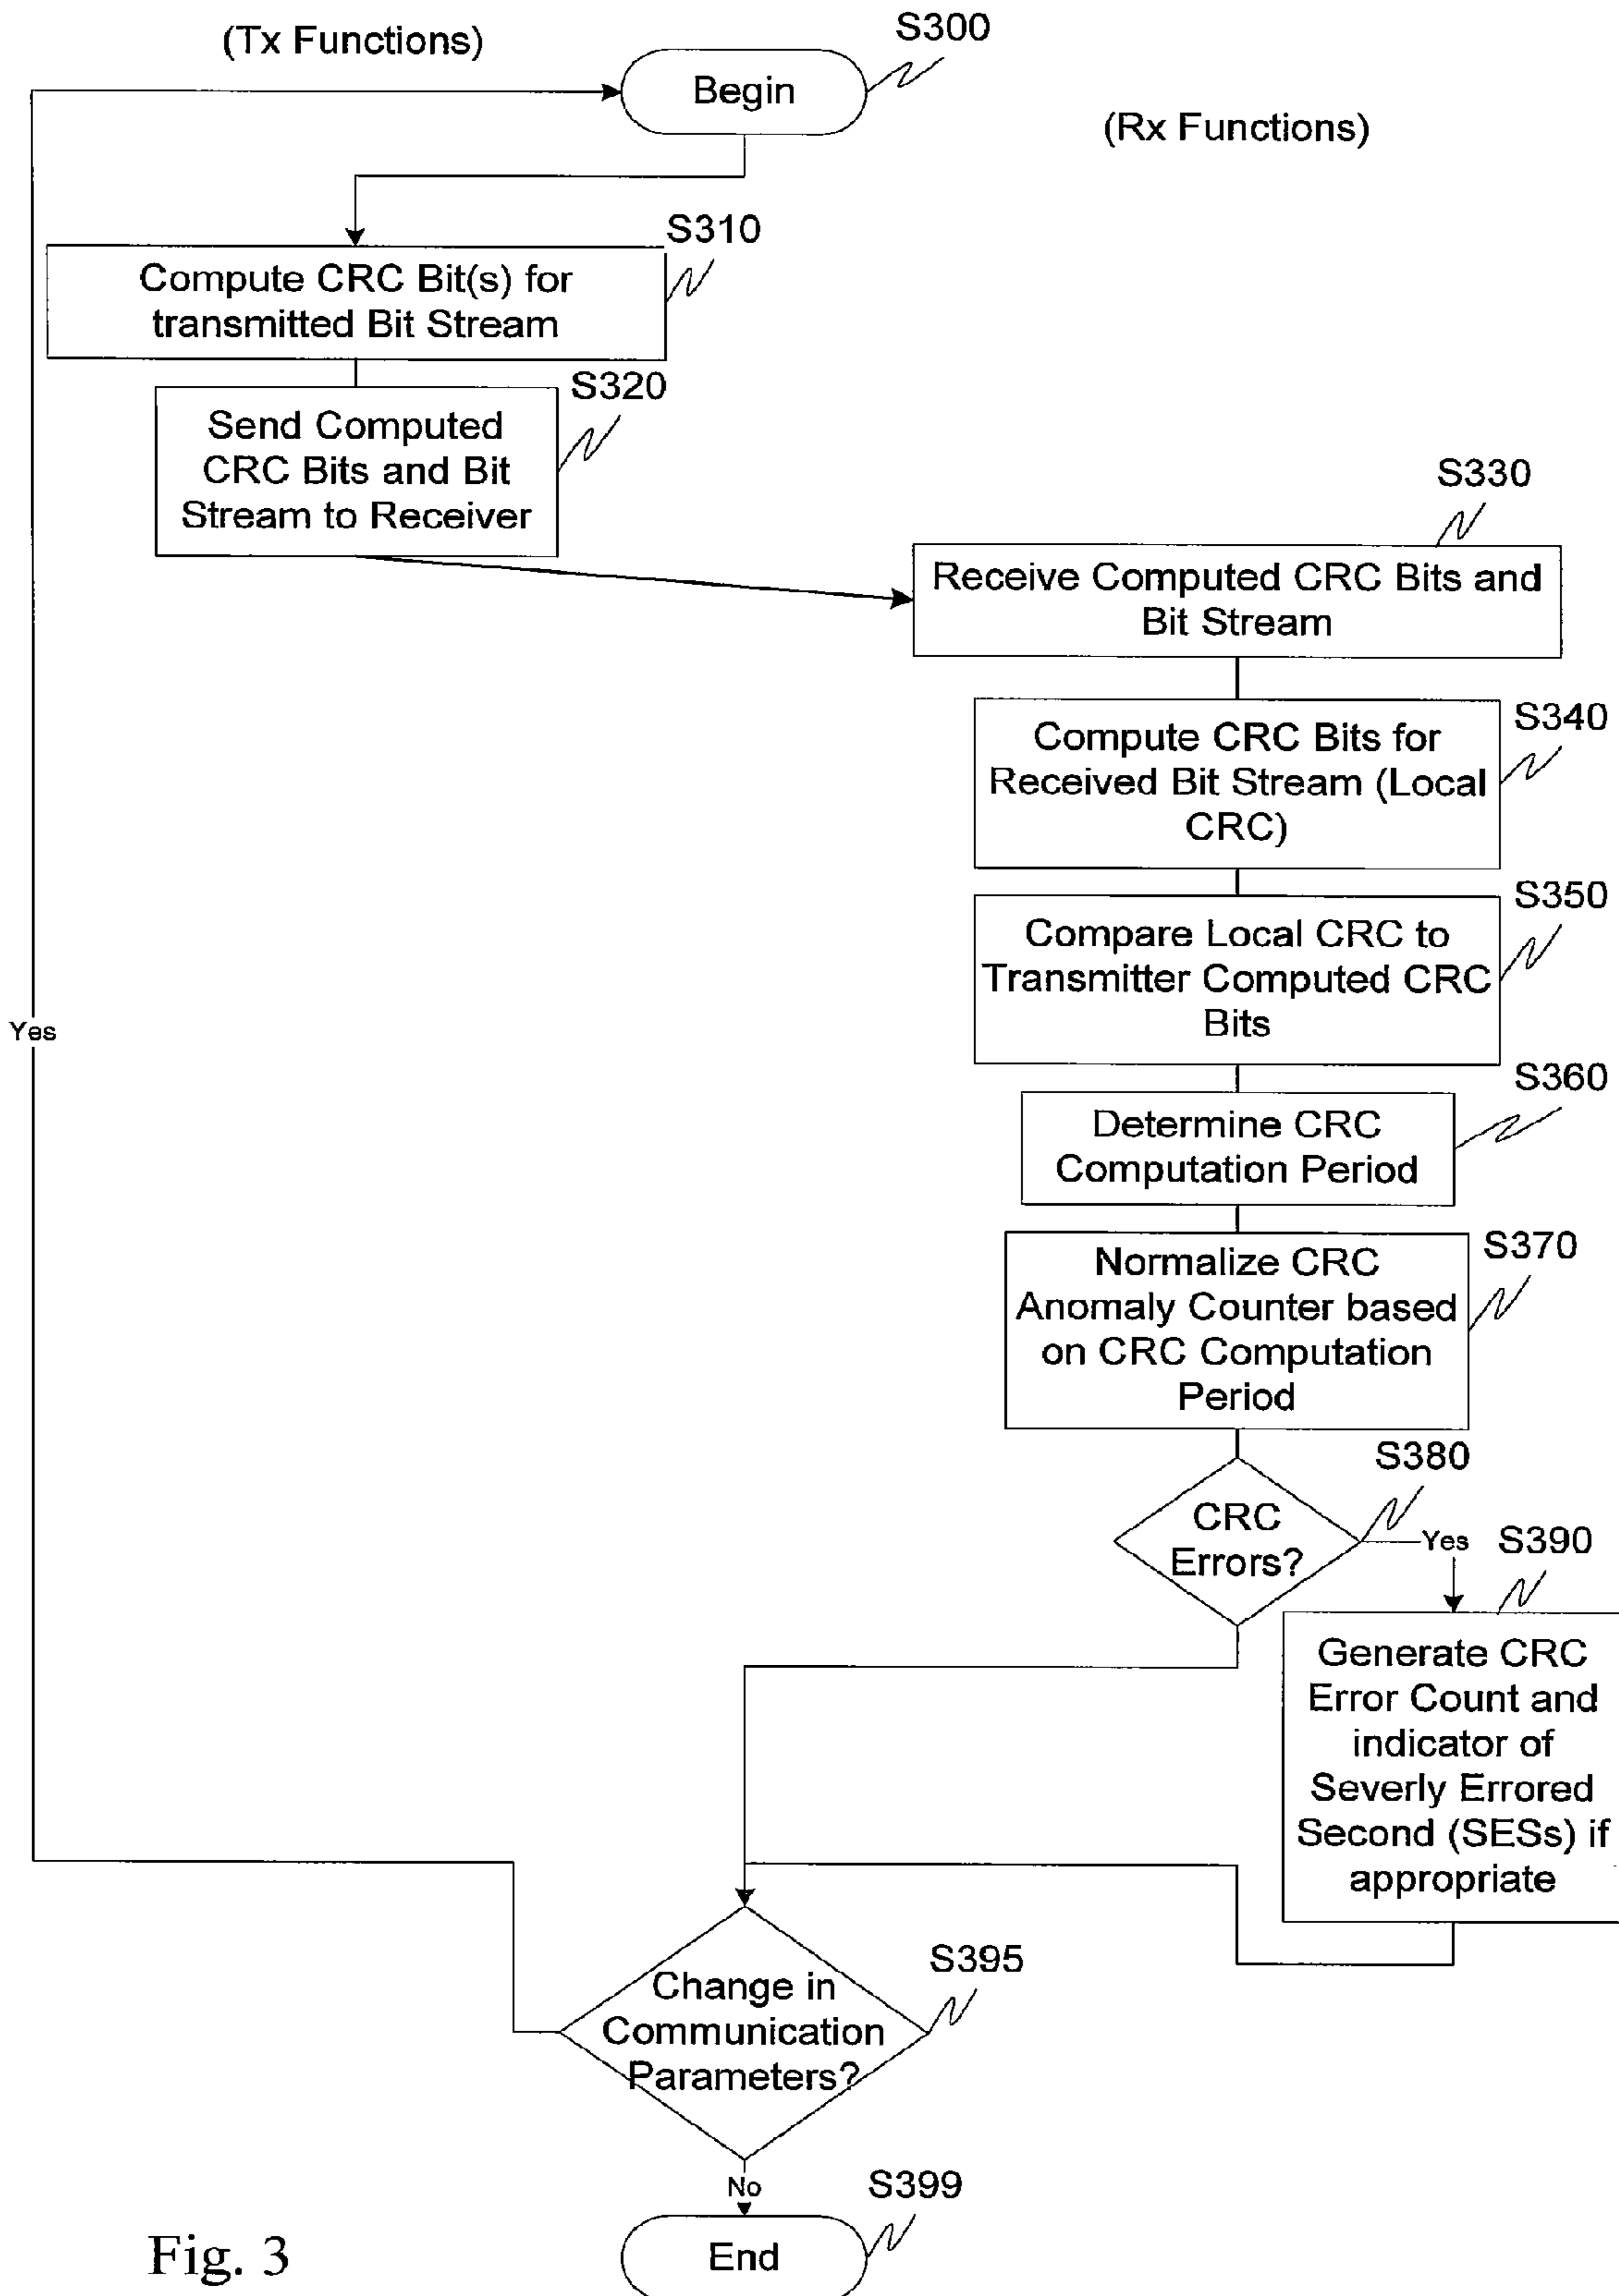 (Tx Functions)
S300
Begin
(Rx Functions)
S310
Compute CRC Bit(s) for
transmitted Bit Stream
S320
Send Computed
CRC Bits and Bit
Stream to Receiver
S330
Receive Computed CRC Bits and
Bit Stream
S340
Compute CRC Bits for
Received Bit Stream (Local
CRC)
S350
Compare Local CRC to
Transmitter Computed CRC
Bits
Yes
S360
Determine CRC
Computation Period
S370
Normalize CRC
Anomaly Counter based
on CRC Computation
Period
S380
CRC
Errors?
Yes
S390
Generate CRC
Error Count and
indicator of
Severly Errored
Second (SESs) if
appropriate
S395
Change in
Communication
Parameters?
No
S399
End
Fig. 3